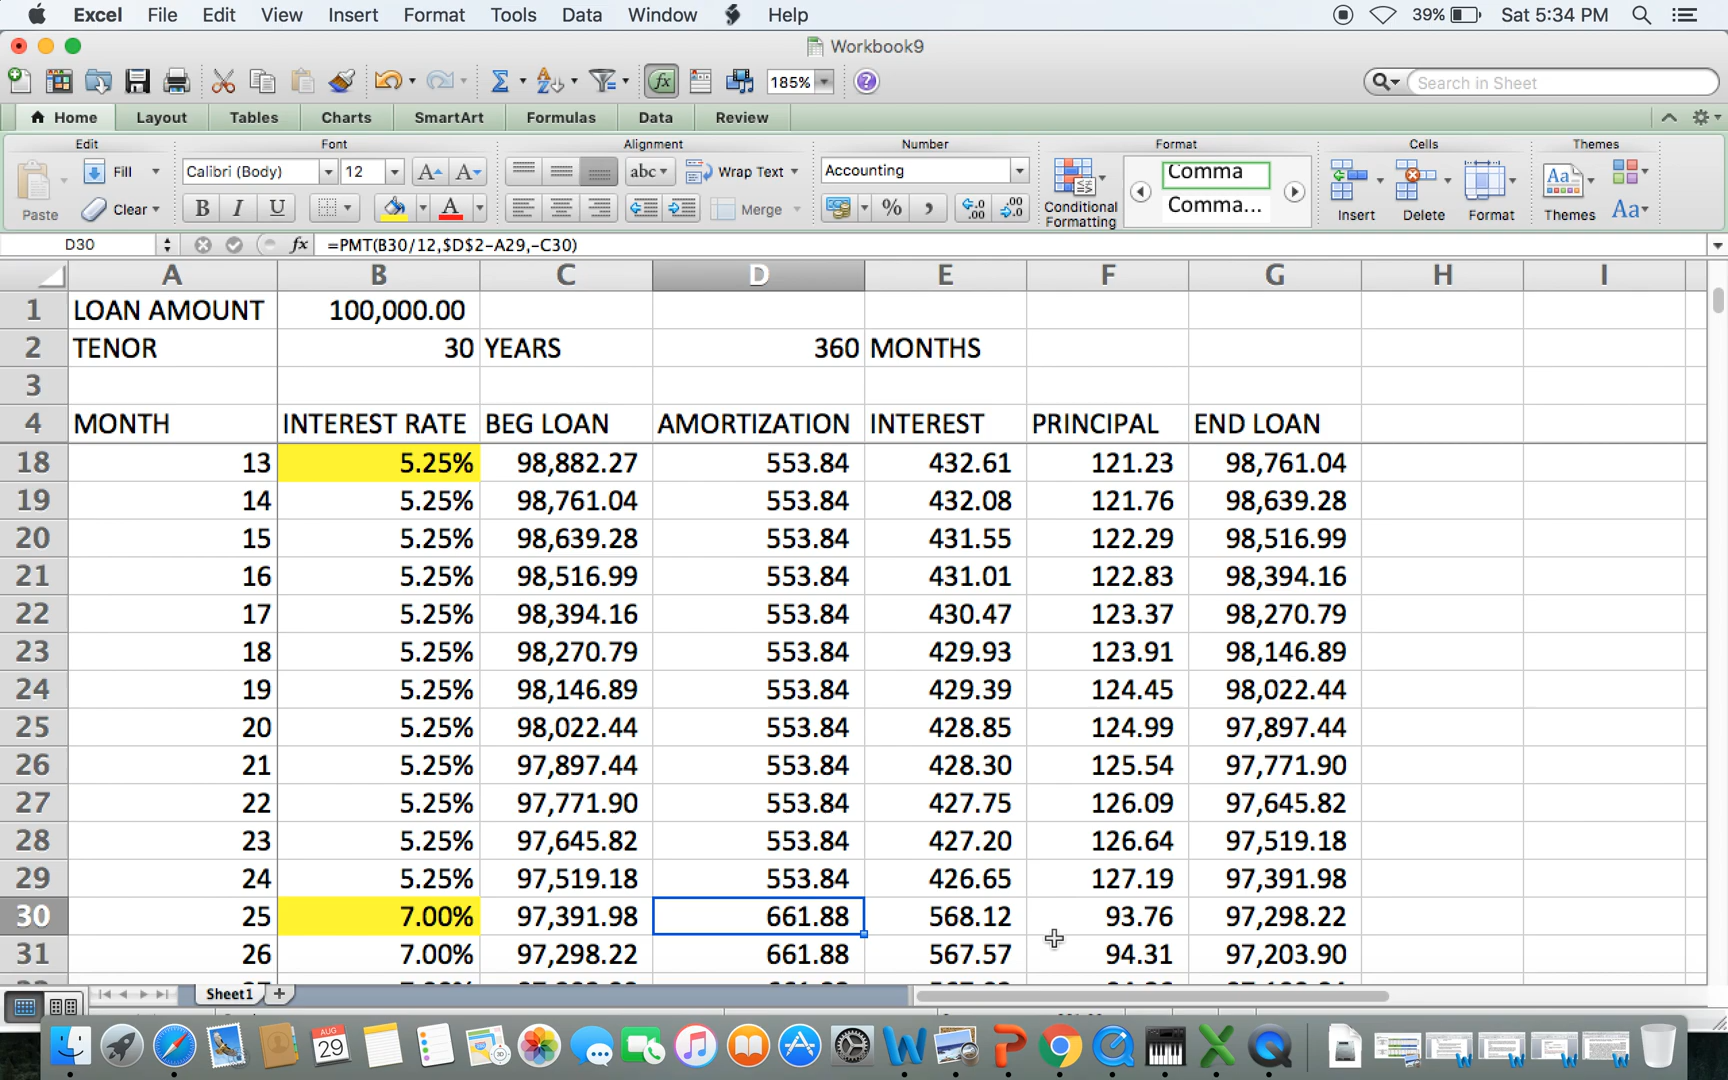 Excel File Edit View Insert Format Tools Data Window Help 39% Sat 5:34 PM
Workbook9
185% Search in Sheet
Home Layout Tables Charts SmartArt Formulas Data Review
Edit Font Alignment Number Format Cells Themes
Fill Calibri (Body) 12 A A abc Wrap Text Accounting Comma
Paste Clear B I U A Merge % , .0 .00 .00 .0 Conditional Formatting Comma... Insert Delete Format Aa Themes Aa
D30 fx =PMT(B30/12,$D$2-A29,-C30)
A B C D E F G H I
1 LOAN AMOUNT 100,000.00
2 TENOR 30 YEARS 360 MONTHS
3
4 MONTH INTEREST RATE BEG LOAN AMORTIZATION INTEREST PRINCIPAL END LOAN
18 13 5.25% 98,882.27 553.84 432.61 121.23 98,761.04
19 14 5.25% 98,761.04 553.84 432.08 121.76 98,639.28
20 15 5.25% 98,639.28 553.84 431.55 122.29 98,516.99
21 16 5.25% 98,516.99 553.84 431.01 122.83 98,394.16
22 17 5.25% 98,394.16 553.84 430.47 123.37 98,270.79
23 18 5.25% 98,270.79 553.84 429.93 123.91 98,146.89
24 19 5.25% 98,146.89 553.84 429.39 124.45 98,022.44
25 20 5.25% 98,022.44 553.84 428.85 124.99 97,897.44
26 21 5.25% 97,897.44 553.84 428.30 125.54 97,771.90
27 22 5.25% 97,771.90 553.84 427.75 126.09 97,645.82
28 23 5.25% 97,645.82 553.84 427.20 126.64 97,519.18
29 24 5.25% 97,519.18 553.84 426.65 127.19 97,391.98
30 25 7.00% 97,391.98 661.88 568.12 93.76 97,298.22
31 26 7.00% 97,298.22 661.88 567.57 94.31 97,203.90
Sheet1
AUG
29